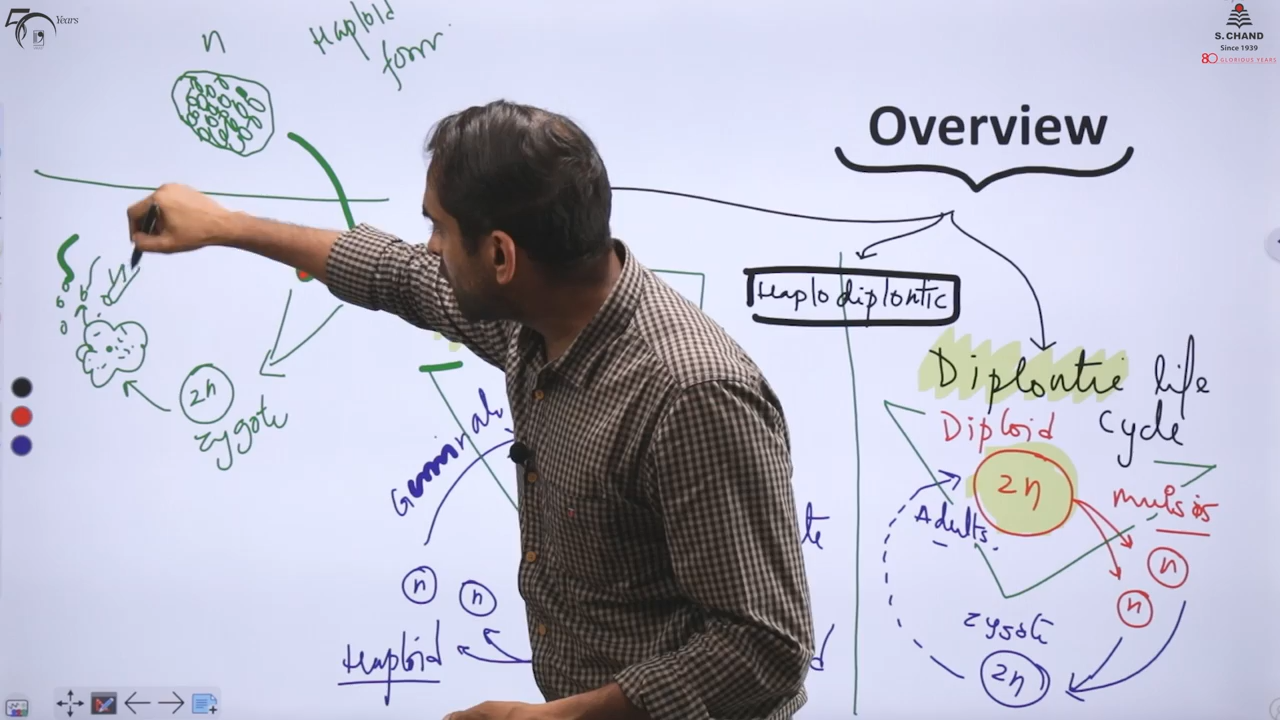 50 Years
S. CHAND
Since 1939
80 GLORIOUS YEARS
n
Haploid
form
Overview
Haplodiplontic
Diplontic life
cycle
Diploid
2n
Meiosis
Adults.
n
n
zygote
2n
n
2n
zygote
n
n
Haploid